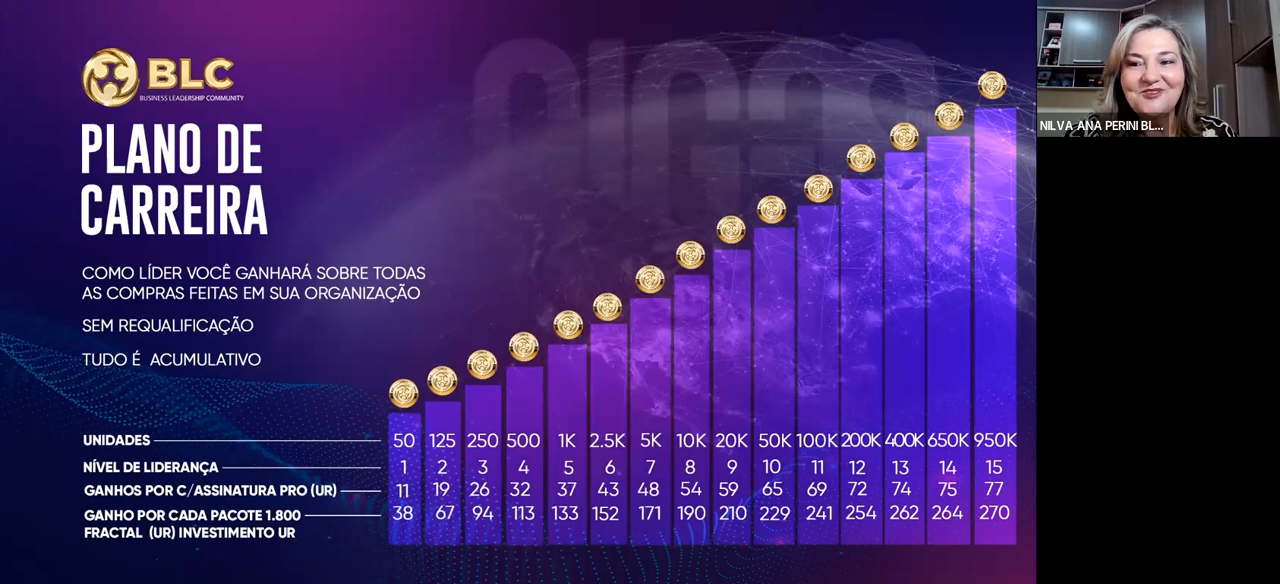 BLC
BUSINESS LEADERSHIP COMMUNITY
PLANO DE
CARREIRA
COMO LÍDER VOCÊ GANHARÁ SOBRE TODAS
AS COMPRAS FEITAS EM SUA ORGANIZAÇÃO
SEM REQUALIFICAÇÃO
TUDO É ACUMULATIVO
UNIDADES 50 125 250 500 1K 2.5K 5K 10K 20K 50K 100K 200K 400K 650K 950K
NÍVEL DE LIDERANÇA 1 2 3 4 5 6 7 8 9 10 11 12 13 14 15
GANHOS POR C/ASSINATURA PRO (UR) 11 19 26 32 37 43 48 54 59 65 69 72 74 75 77
GANHO POR CADA PACOTE 1.800 38 67 94 113 133 152 171 190 210 229 241 254 262 264 270
FRACTAL (UR) INVESTIMENTO UR
NILVA ANA PERINI BL...